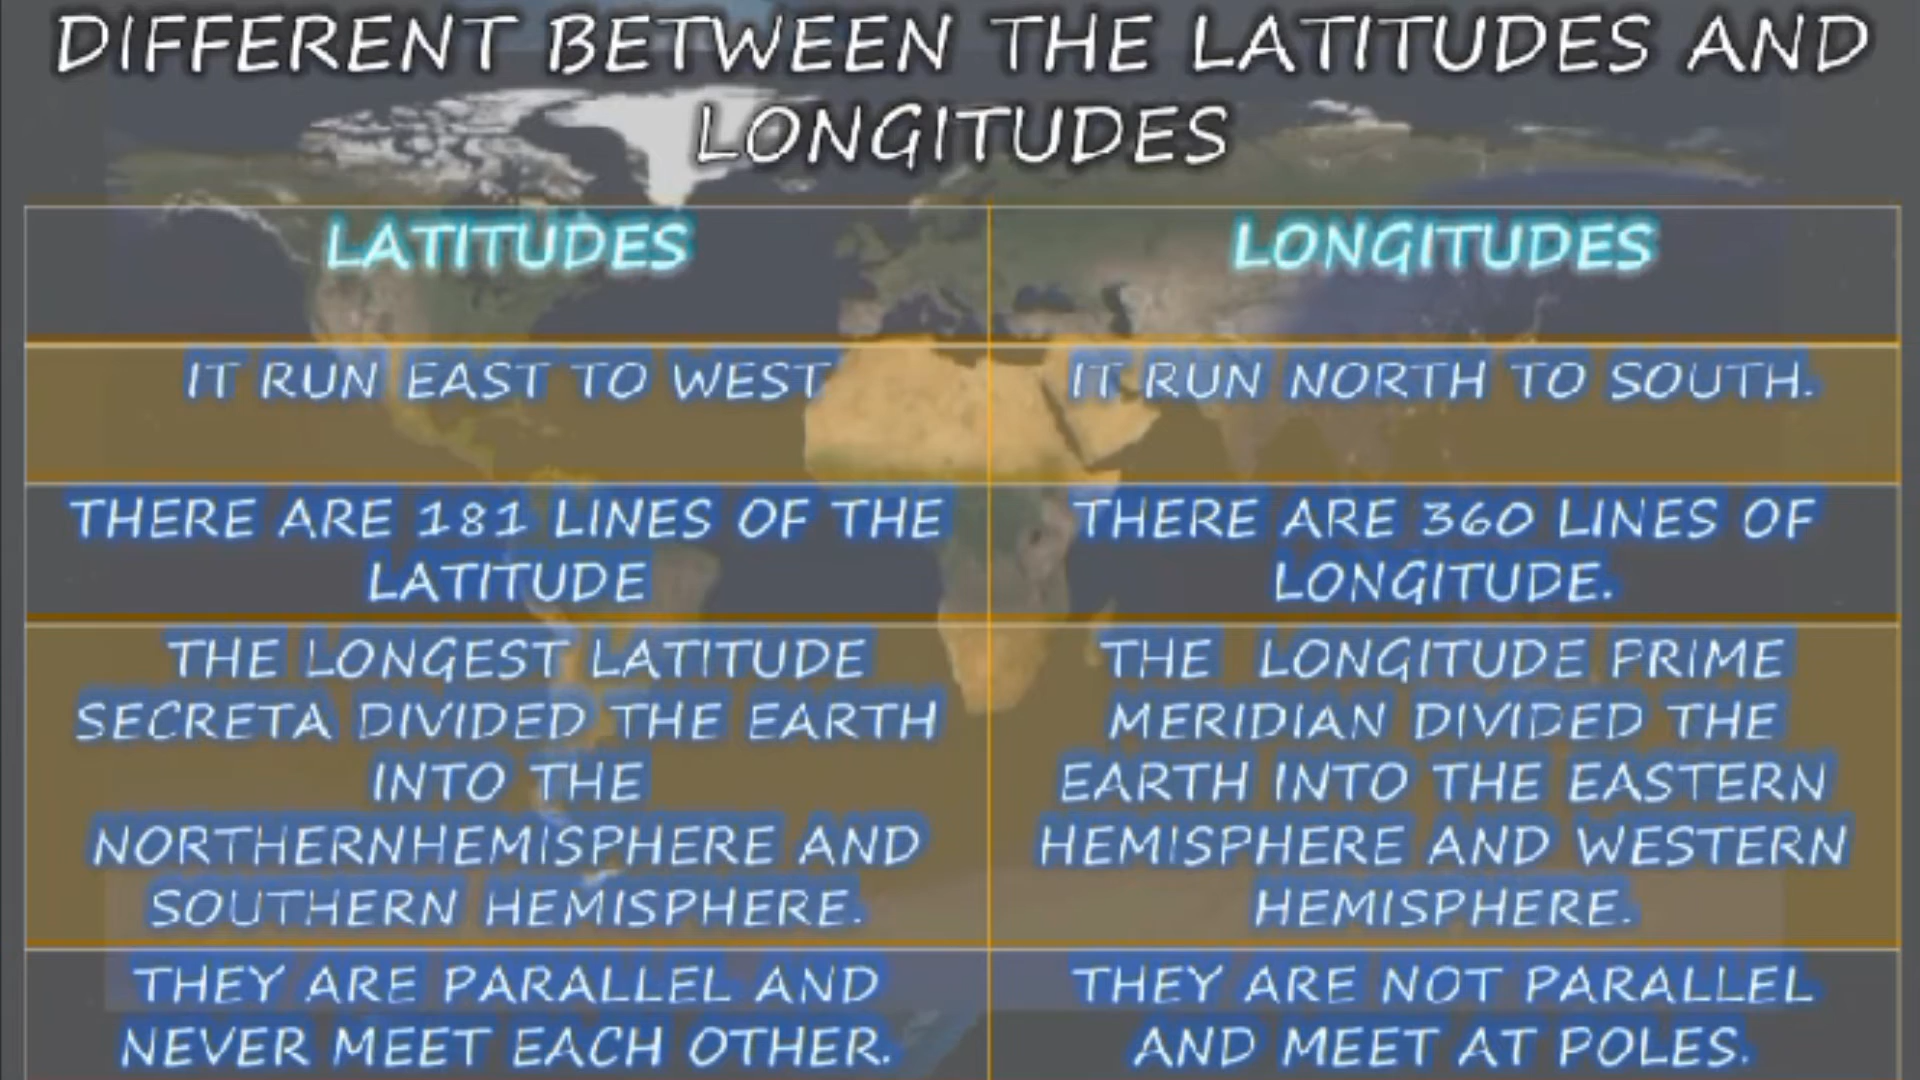 DIFFERENT BETWEEN THE LATITUDES AND
LONGITUDES
LATITUDES
LONGITUDES
IT RUN EAST TO WEST
IT RUN NORTH TO SOUTH.
THERE ARE 181 LINES OF THE
LATITUDE
THERE ARE 360 LINES OF
LONGITUDE.
THE LONGEST LATITUDE
SECRETA DIVIDED THE EARTH
INTO THE
NORTHERNHEMISPHERE AND
SOUTHERN HEMISPHERE.
THE LONGITUDE PRIME
MERIDIAN DIVIDED THE
EARTH INTO THE EASTERN
HEMISPHERE AND WESTERN
HEMISPHERE.
THEY ARE PARALLEL AND
NEVER MEET EACH OTHER.
THEY ARE NOT PARALLEL
AND MEET AT POLES.